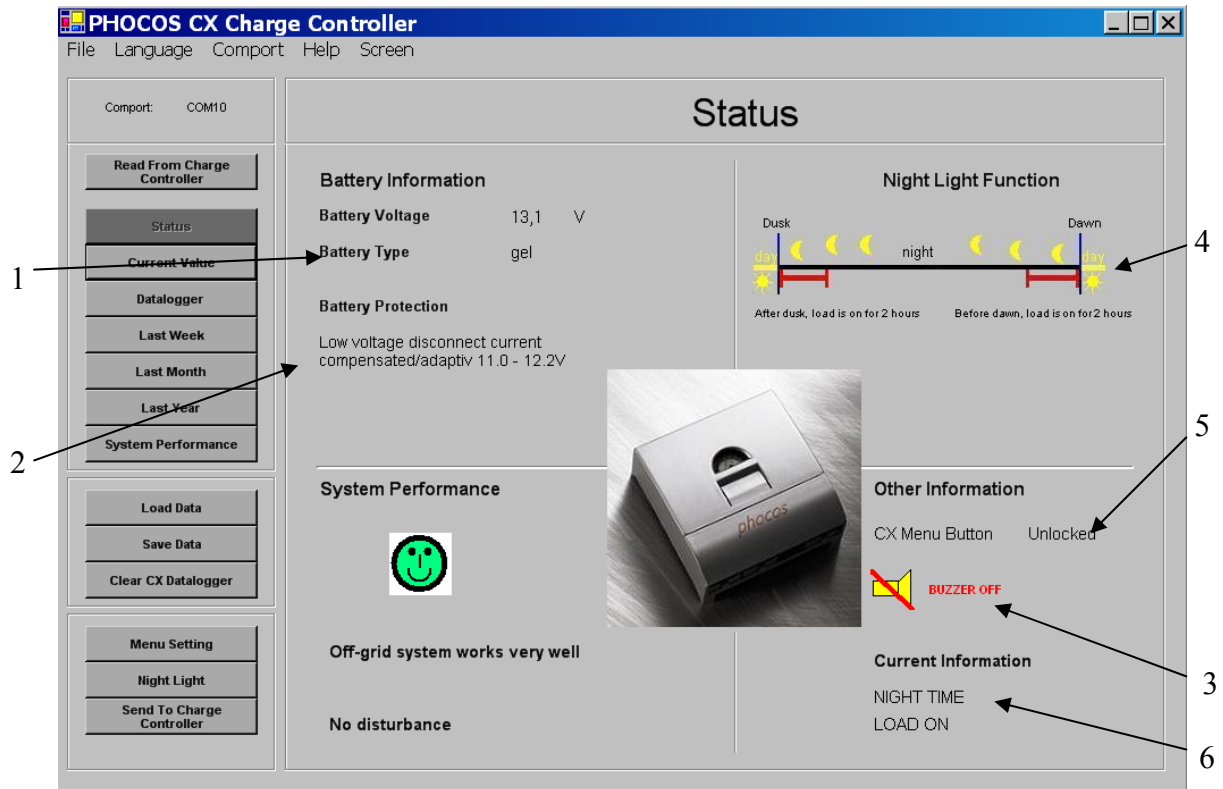 PHOCOS CX Charge Controller
File Language Comport Help Screen
Comport: COM10
Status
Read From Charge
Controller
Status
Current Value
Datalogger
Last Week
Last Month
Last Year
System Performance
Load Data
Save Data
Clear CX Datalogger
Menu Setting
Night Light
Send To Charge
Controller
Battery Information
Battery Voltage 13,1 V
Battery Type gel
Battery Protection
Low voltage disconnect current
compensated/adaptiv 11.0 - 12.2V
Night Light Function
Dusk Dawn
day night day
After dusk, load is on for 2 hours Before dawn, load is on for 2 hours
System Performance
Off-grid system works very well
No disturbance
phocos
Other Information
CX Menu Button Unlocked
BUZZER OFF
Current Information
NIGHT TIME
LOAD ON
1
2
4
5
3
6